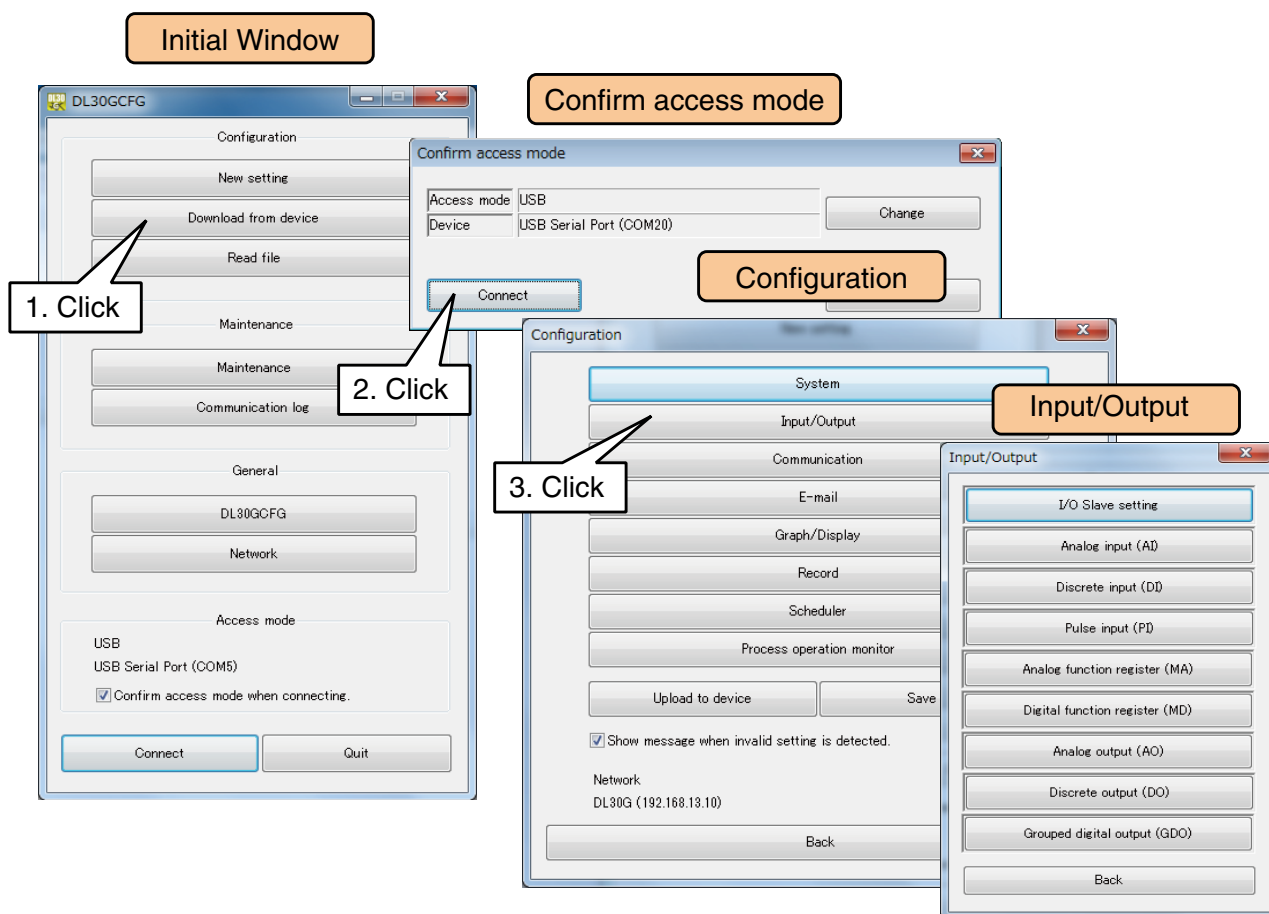 Initial Window
DL30GCFG
Configuration
New setting
Download from device
Read file
1. Click
Maintenance
Maintenance
Communication log
General
DL30GCFG
Network
Access mode
USB
USB Serial Port (COM5)
Confirm access mode when connecting.
Connect
Quit
Confirm access mode
Confirm access mode
Access mode
USB
Device
USB Serial Port (COM20)
Change
Connect
2. Click
Configuration
Configuration
New setting
System
Input/Output
3. Click
Communication
E-mail
Graph/Display
Record
Scheduler
Process operation monitor
Upload to device
Save
Show message when invalid setting is detected.
Network
DL30G (192.168.13.10)
Back
Input/Output
Input/Output
I/O Slave setting
Analog input (AI)
Discrete input (DI)
Pulse input (PI)
Analog function register (MA)
Digital function register (MD)
Analog output (AO)
Discrete output (DO)
Grouped digital output (GDO)
Back